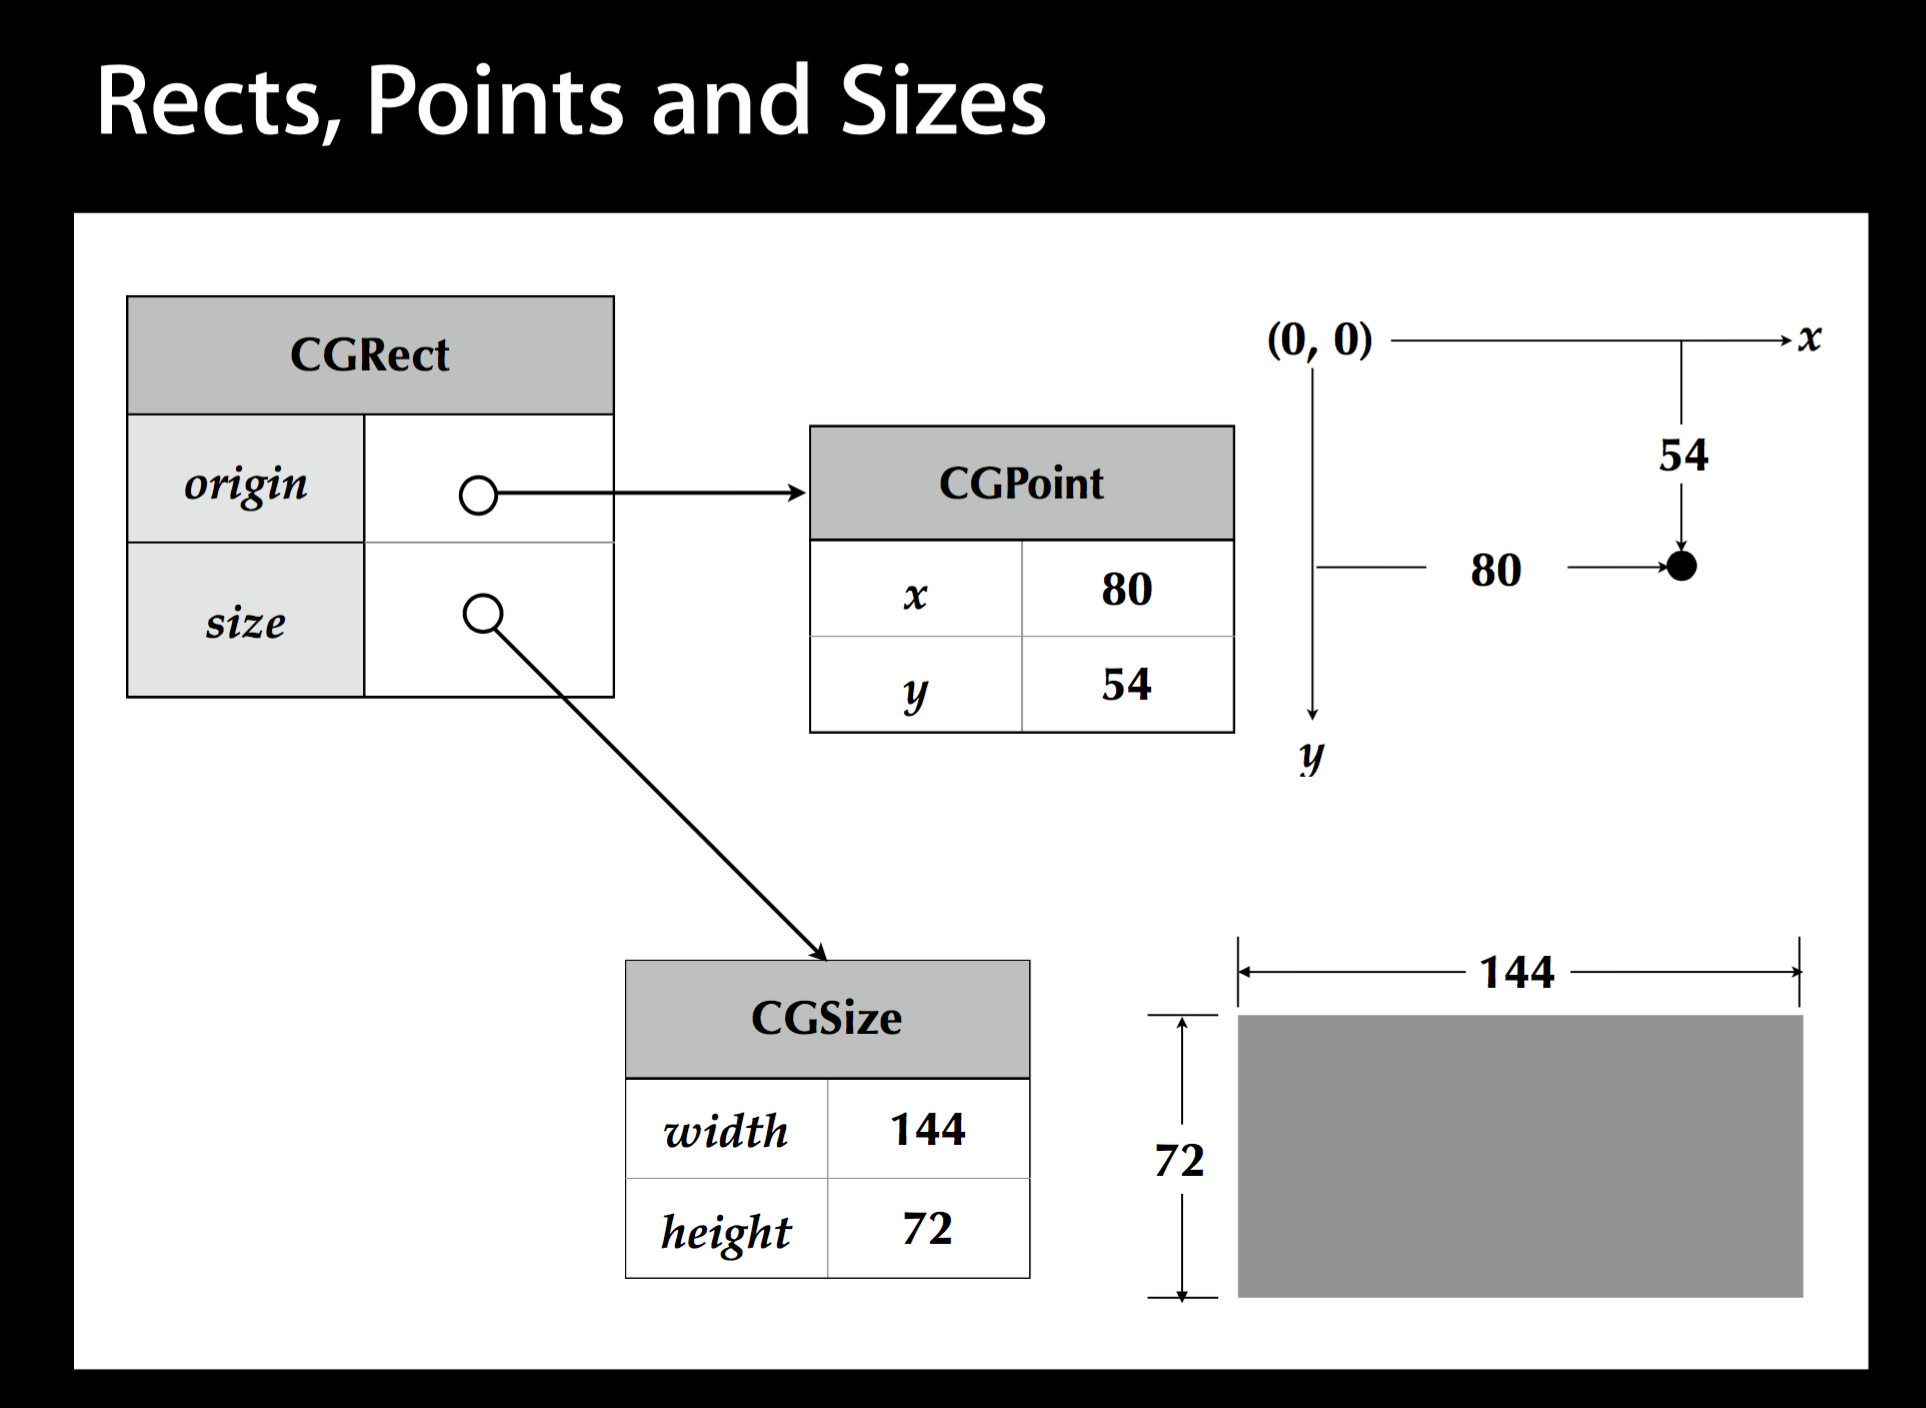 Rects, Points and Sizes
CGRect
origin
size
CGPoint
x 80
y 54
(0, 0)
x
54
80
y
CGSize
width 144
height 72
144
72